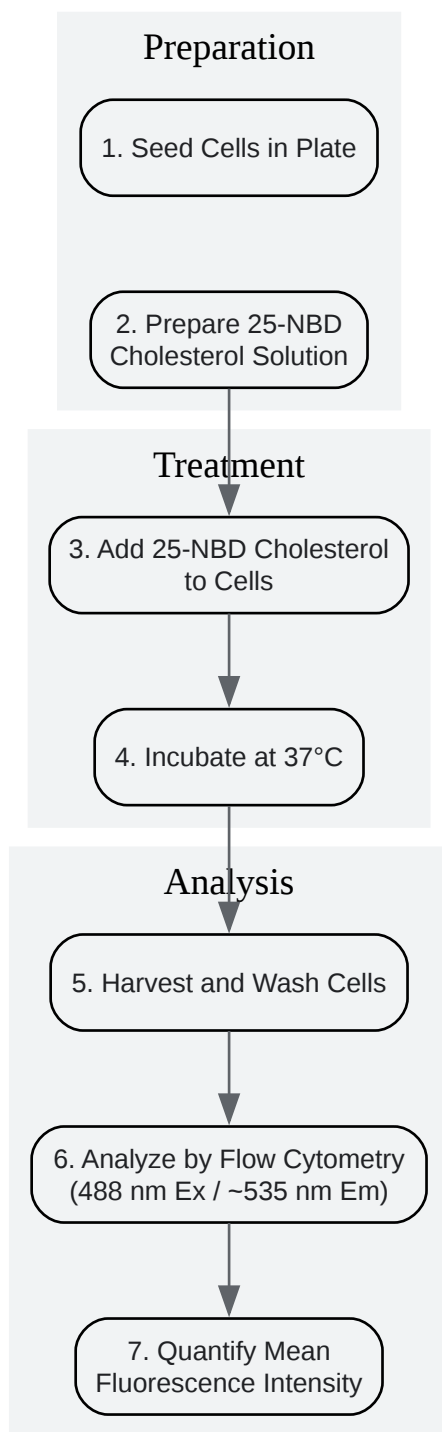 Preparation
1. Seed Cells in Plate
2. Prepare 25-NBD
Cholesterol Solution
Treatment
3. Add 25-NBD Cholesterol
to Cells
4. Incubate at 37°C
Analysis
5. Harvest and Wash Cells
6. Analyze by Flow Cytometry
(488 nm Ex / ~535 nm Em)
7. Quantify Mean
Fluorescence Intensity